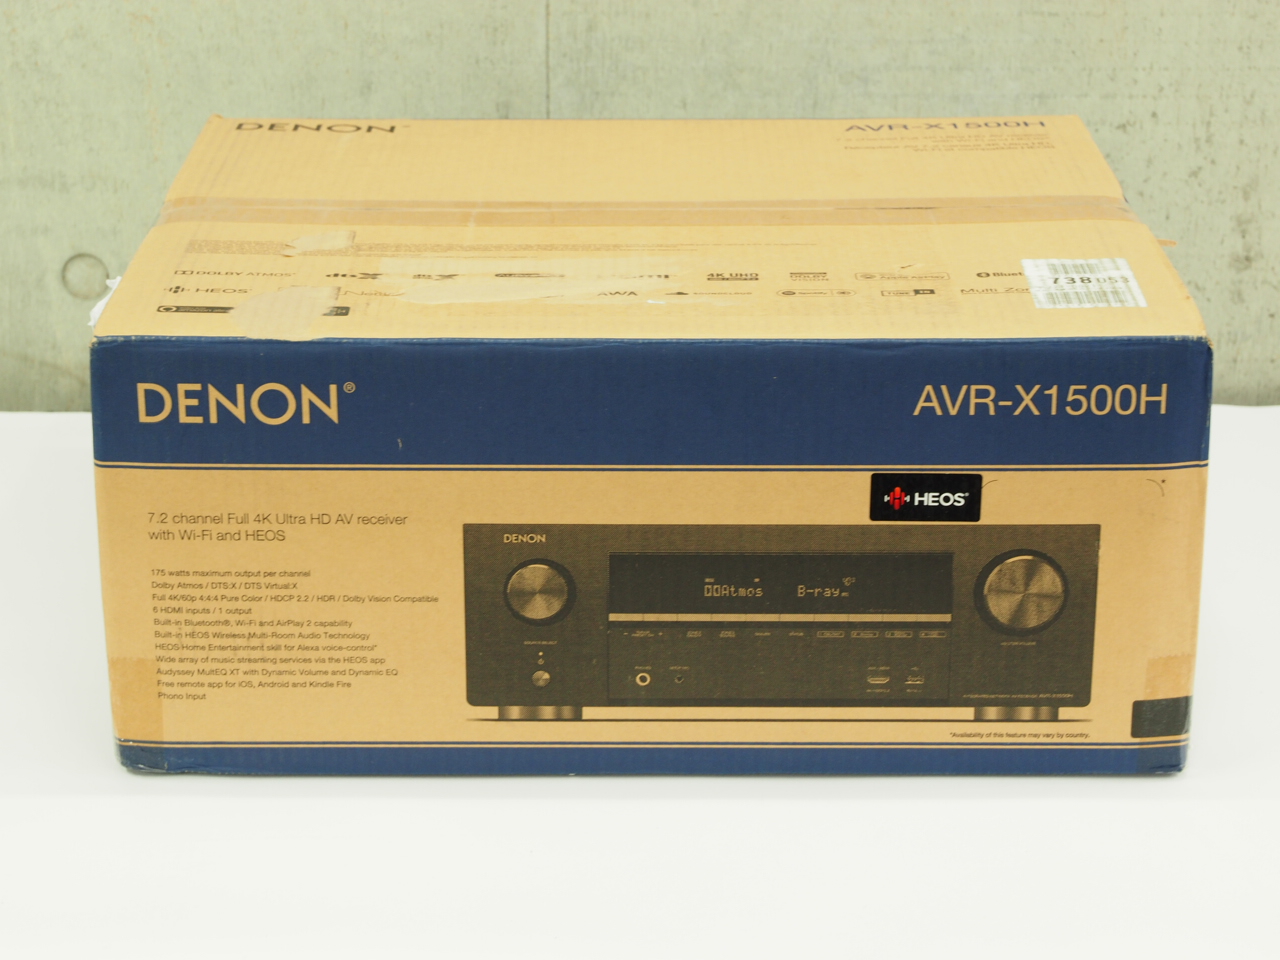 DENON
AVR-X1500H
DOLBY ATMOS
4K UHD
DOLBY VISION
HEOS
738053
DENON®
AVR-X1500H
HEOS®
7.2 channel Full 4K Ultra HD AV receiver
with Wi-Fi and HEOS
175 watts maximum output per channel
Dolby Atmos / DTS:X / DTS Virtual:X
Full 4K/60p 4:4:4 Pure Color / HDCP 2.2 / HDR / Dolby Vision Compatible
6 HDMI inputs / 1 output
Built-in Bluetooth®, Wi-Fi and AirPlay 2 capability
Built-in HEOS Wireless Multi-Room Audio Technology
HEOS Home Entertainment skill for Alexa voice-control*
Wide array of music streaming services via the HEOS app
Audyssey MultEQ XT with Dynamic Volume and Dynamic EQ
Free remote app for iOS, Android and Kindle Fire
Phono Input
DENON
Atmos B-ray
*Availability of this feature may vary by country.